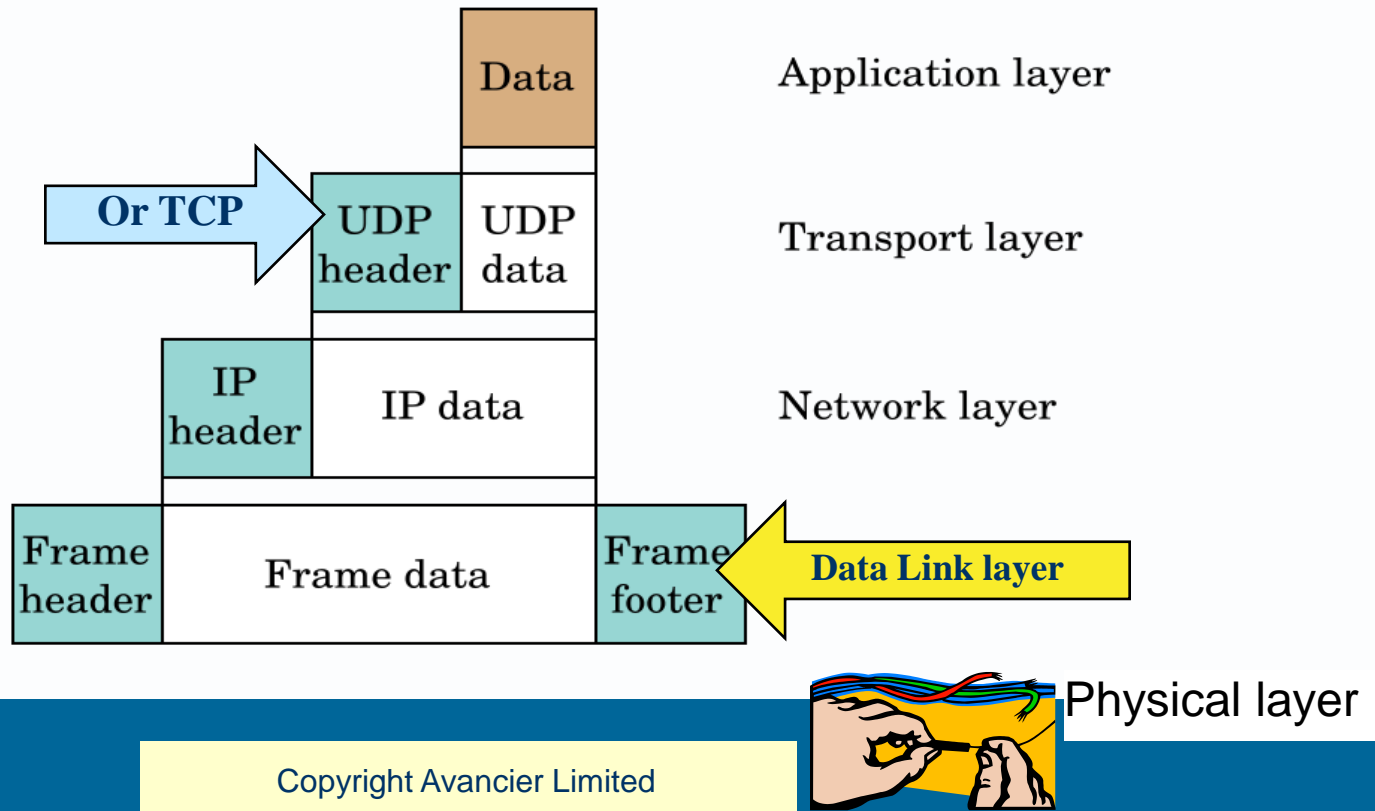 Data
Application layer
Or TCP
UDP
header
UDP
data
Transport layer
IP
header
IP data
Network layer
Frame
header
Frame data
Frame
footer
Data Link layer
Physical layer
Copyright Avancier Limited